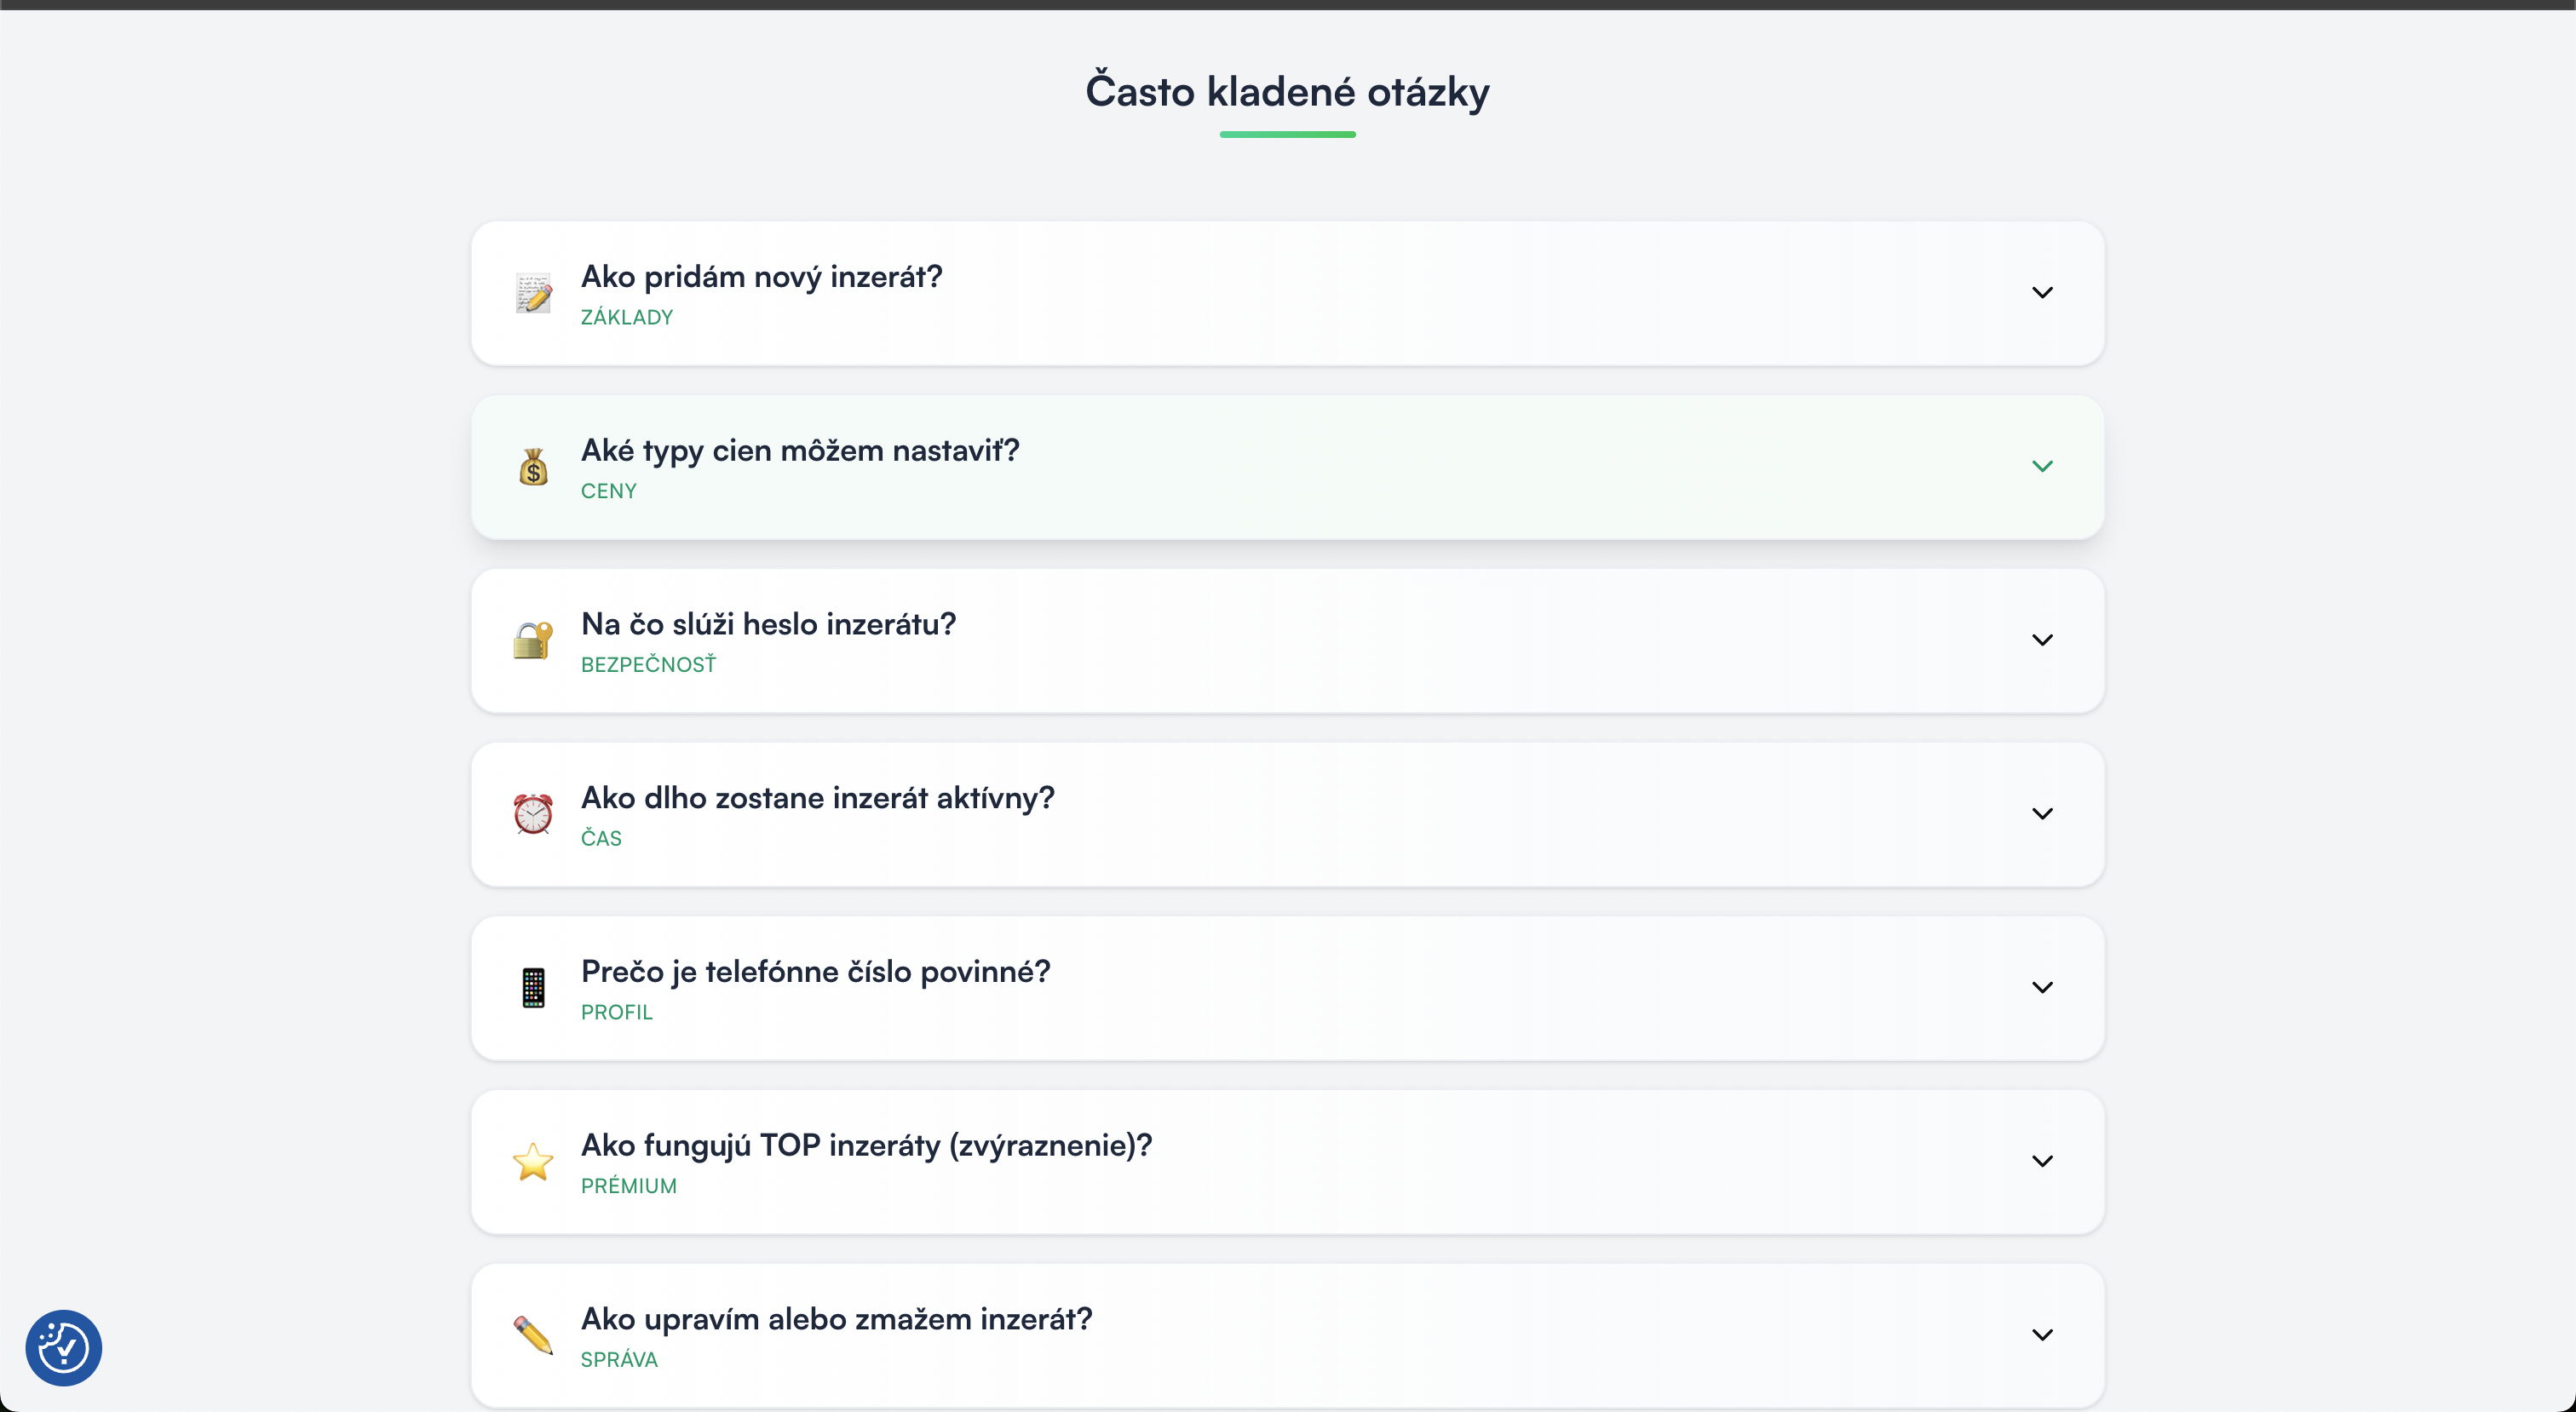 Často kladené otázky
Ako pridám nový inzerát?
ZÁKLADY
Aké typy cien môžem nastaviť?
CENY
Na čo slúži heslo inzerátu?
BEZPEČNOSŤ
Ako dlho zostane inzerát aktívny?
ČAS
Prečo je telefónne číslo povinné?
PROFIL
Ako fungujú TOP inzeráty (zvýraznenie)?
PRÉMIUM
Ako upravím alebo zmažem inzerát?
SPRÁVA